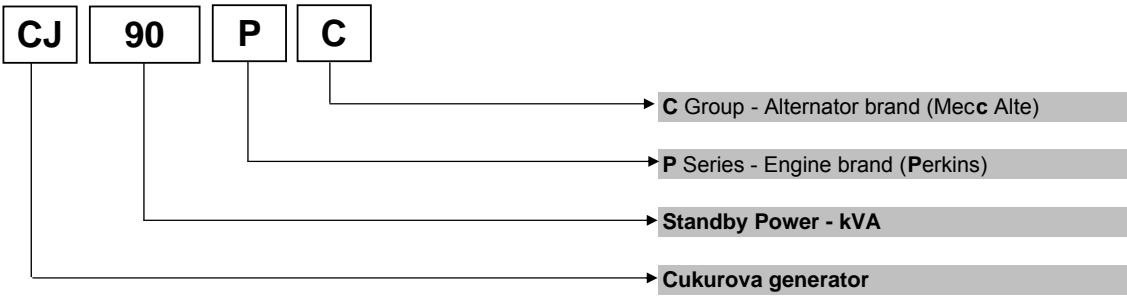 CJ 90 P C
C Group - Alternator brand (Mecc Alte)
P Series - Engine brand (Perkins)
Standby Power - kVA
Cukurova generator